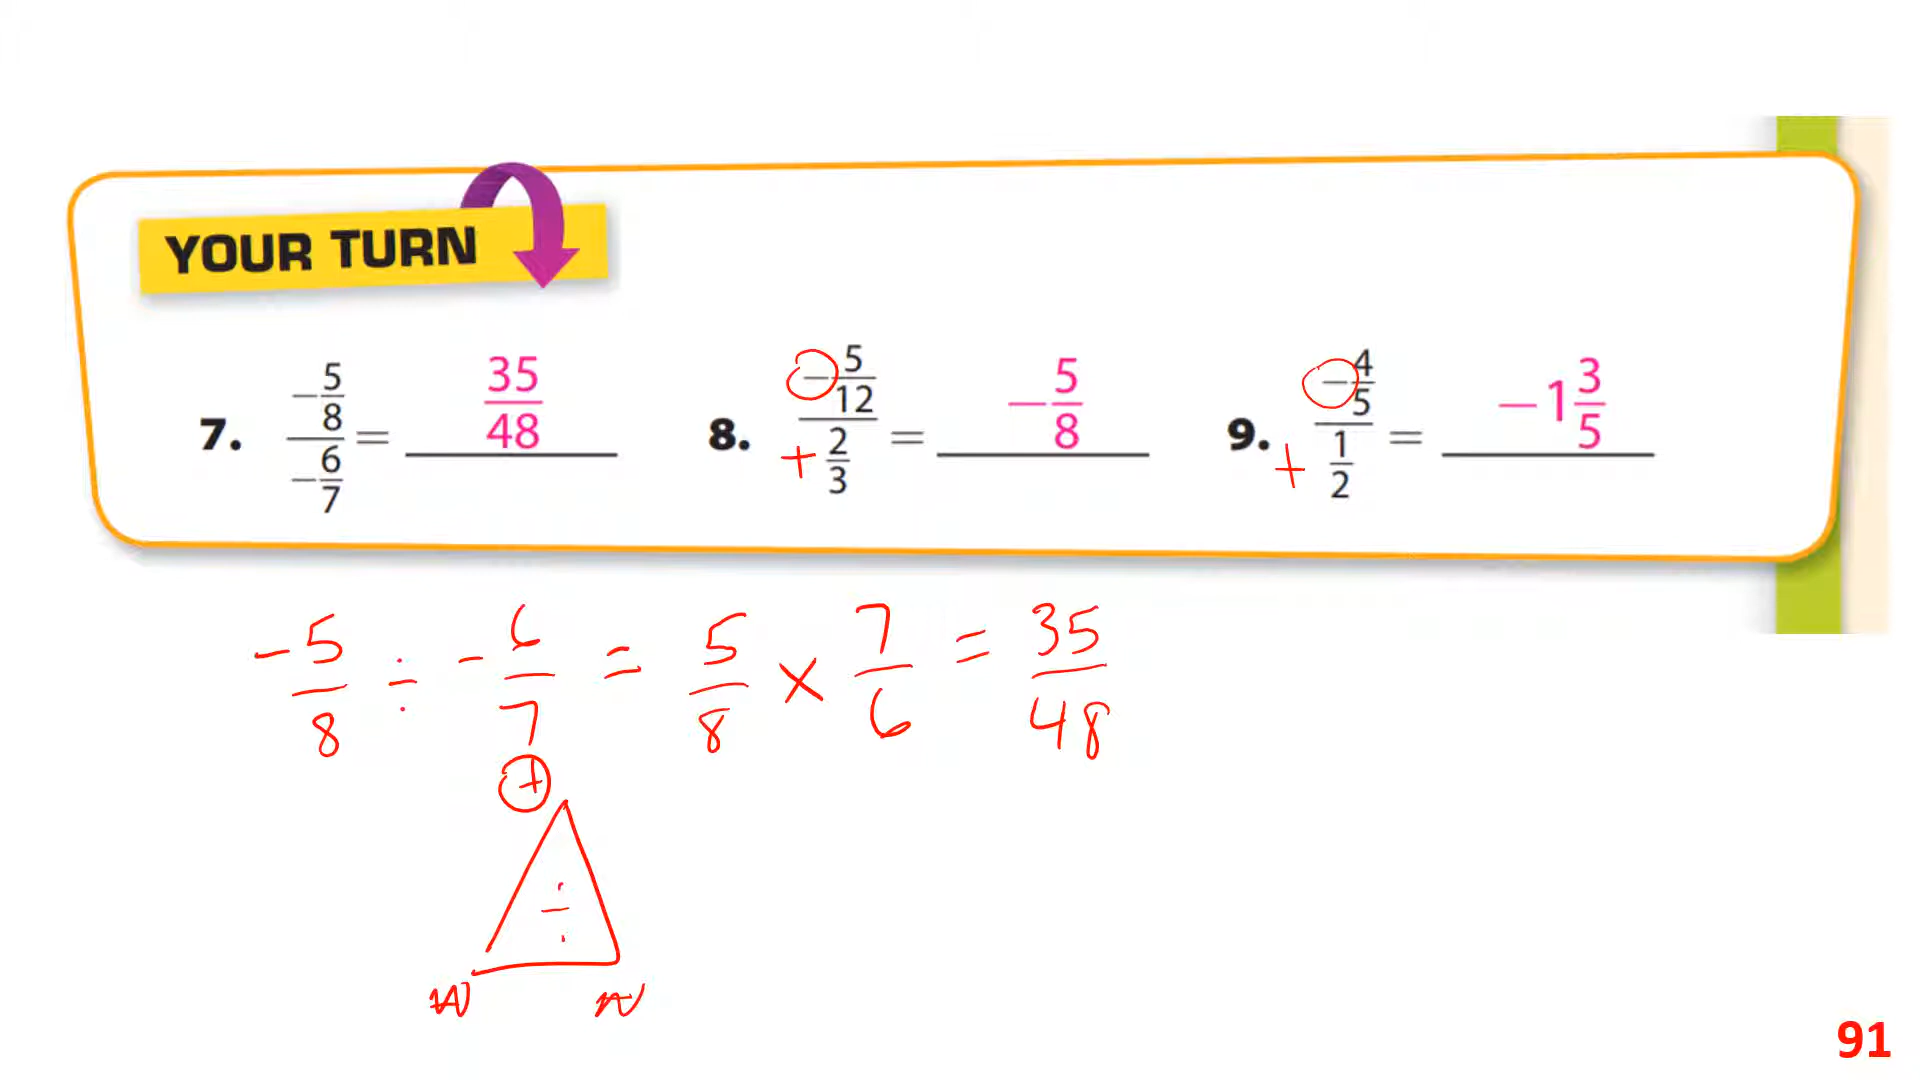 YOUR TURN
7. (-5/8)/(-6/7) = 35/48
8. (-5/12)/(+2/3) = -5/8
9. (-4/5)/(+1/2) = -1 3/5
-5/8 ÷ -6/7 = 5/8 × 7/6 = 35/48
+
÷
N N
91